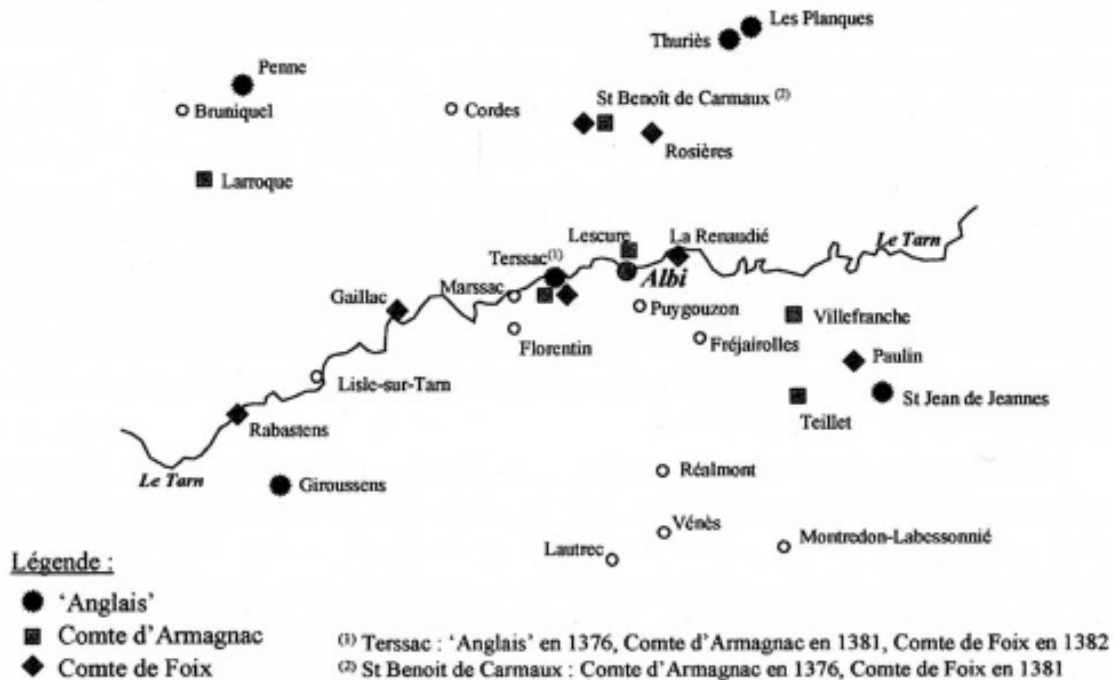 Les Planques
Thuriès
Penne
Bruniquel
Cordes
St Benoît de Carmaux (2)
Rosières
Larroque
Lescure
La Renaudié
Le Tarn
Terssac(1)
Albi
Marssac
Gaillac
Puygouzon
Villefranche
Florentin
Fréjairolles
Paulin
Lisle-sur-Tarn
St Jean de Jeannes
Teillet
Rabastens
Le Tarn
Giroussens
Réalmont
Vénès
Lautrec
Montredon-Labessonnié
Légende :
'Anglais'
Comte d'Armagnac
Comte de Foix
(1) Terssac : 'Anglais' en 1376, Comte d'Armagnac en 1381, Comte de Foix en 1382
(2) St Benoit de Carmaux : Comte d'Armagnac en 1376, Comte de Foix en 1381